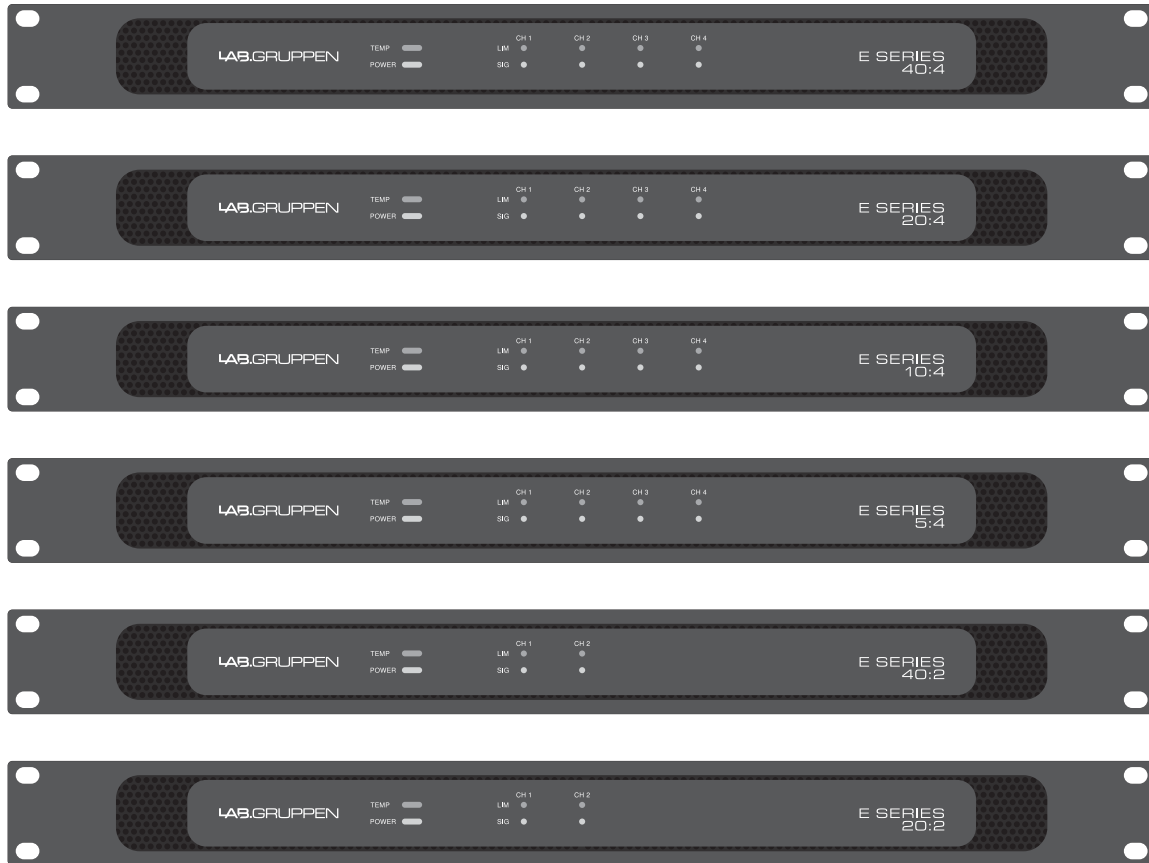 CH 1 CH 2 CH 3 CH 4
LAB.GRUPPEN TEMP LIM E SERIES
POWER SIG 40:4
CH 1 CH 2 CH 3 CH 4
LAB.GRUPPEN TEMP LIM E SERIES
POWER SIG 20:4
CH 1 CH 2 CH 3 CH 4
LAB.GRUPPEN TEMP LIM E SERIES
POWER SIG 10:4
CH 1 CH 2 CH 3 CH 4
LAB.GRUPPEN TEMP LIM E SERIES
POWER SIG 5:4
CH 1 CH 2
LAB.GRUPPEN TEMP LIM E SERIES
POWER SIG 40:2
CH 1 CH 2
LAB.GRUPPEN TEMP LIM E SERIES
POWER SIG 20:2